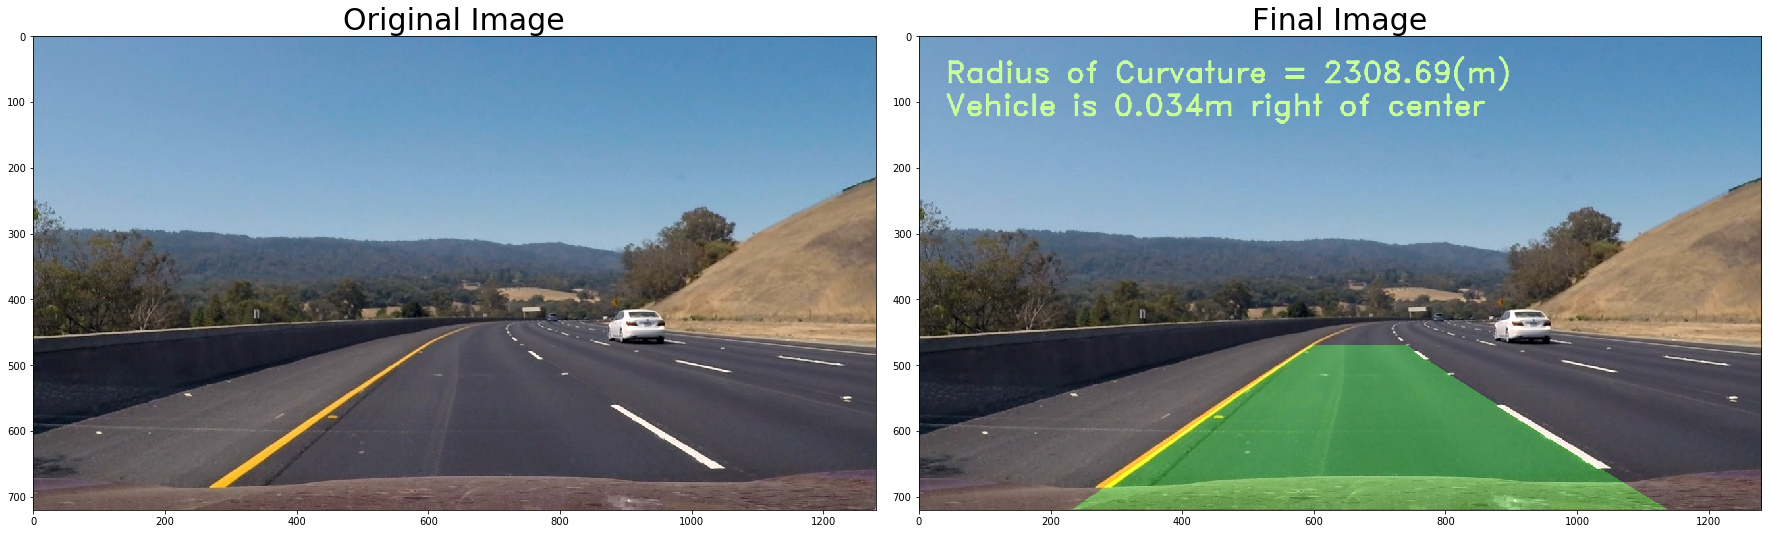 Original Image
0
100
200
300
400
500
600
700
0 200 400 600 800 1000 1200
Final Image
Radius of Curvature = 2308.69(m)
Vehicle is 0.034m right of center
0
100
200
300
400
500
600
700
0 200 400 600 800 1000 1200